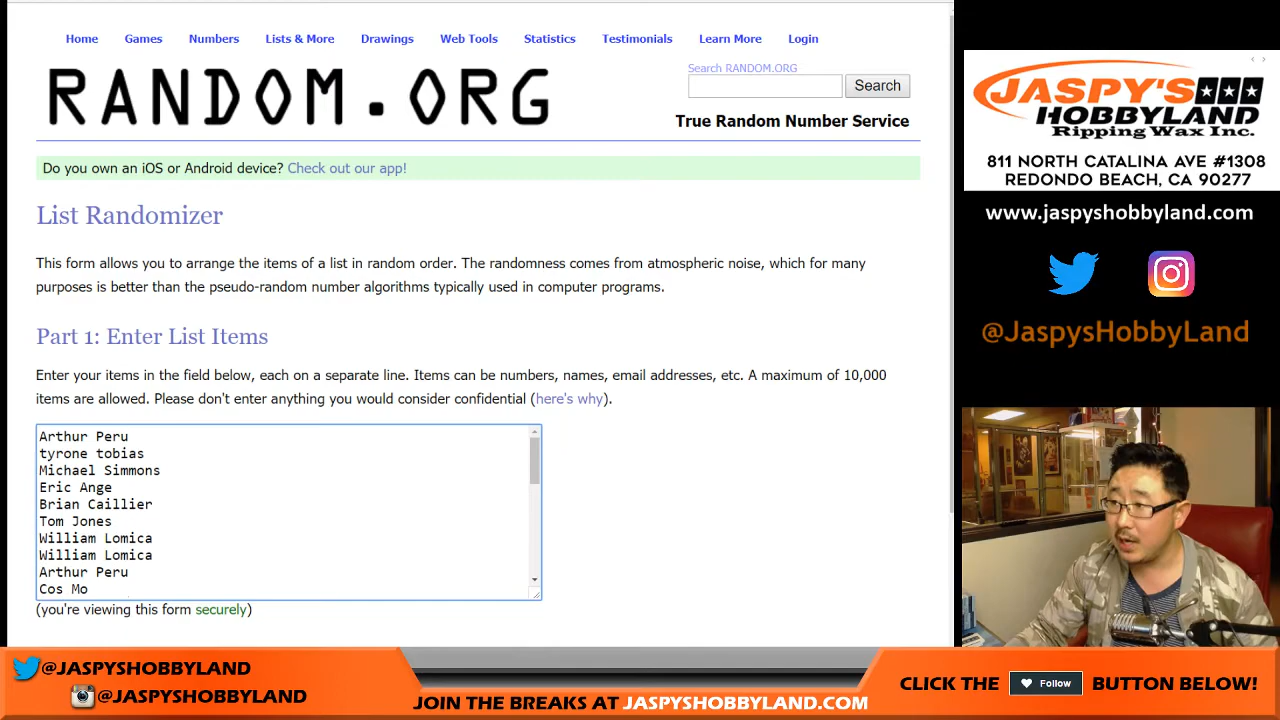 Home Games Numbers Lists & More Drawings Web Tools Statistics Testimonials Learn More Login
RANDOM.ORG
Search RANDOM.ORG
Search
True Random Number Service
Do you own an iOS or Android device? Check out our app!
List Randomizer
This form allows you to arrange the items of a list in random order. The randomness comes from atmospheric noise, which for many
purposes is better than the pseudo-random number algorithms typically used in computer programs.
Part 1: Enter List Items
Enter your items in the field below, each on a separate line. Items can be numbers, names, email addresses, etc. A maximum of 10,000
items are allowed. Please don't enter anything you would consider confidential (here's why).
Arthur Peru
tyrone tobias
Michael Simmons
Eric Ange
Brian Caillier
Tom Jones
William Lomica
William Lomica
Arthur Peru
Cos Mo
(you're viewing this form securely)
JASPY'S
HOBBYLAND
Ripping Wax Inc.
811 NORTH CATALINA AVE #1308
REDONDO BEACH, CA 90277
www.jaspyshobbyland.com
@JaspysHobbyLand
@JASPYSHOBBYLAND
@JASPYSHOBBYLAND
JOIN THE BREAKS AT JASPYSHOBBYLAND.COM
CLICK THE Follow BUTTON BELOW!